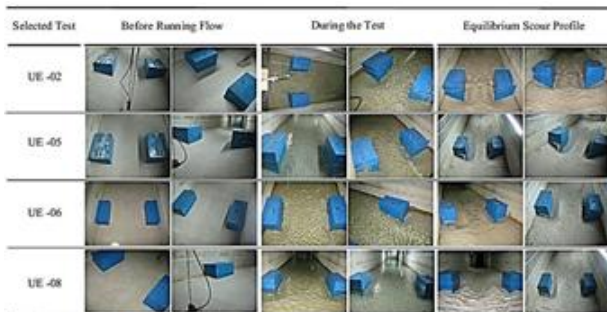 Selected Test Before Running Flow During the Test Equilibrium Scour Profile
UE -02
UE -05
UE -06
UE -08